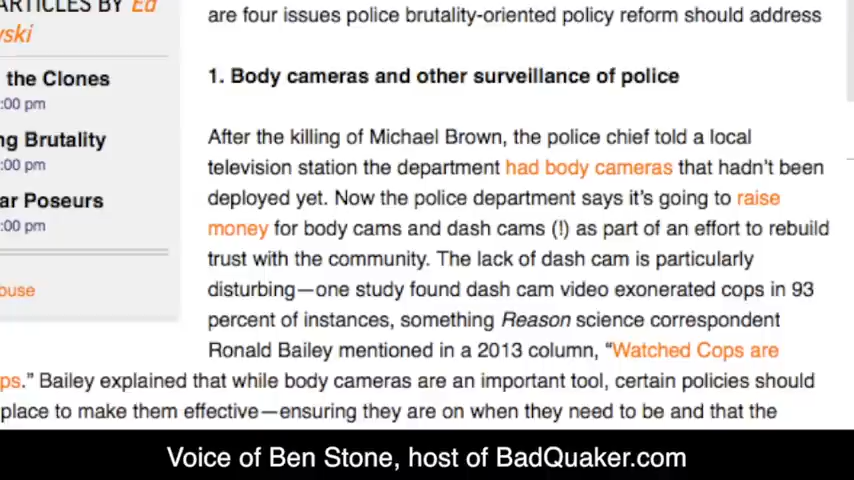 ARTICLES BY Ed
are four issues police brutality-oriented policy reform should address
the Clones
:00 pm
Brutality
:00 pm
Poseurs
:00 pm
1. Body cameras and other surveillance of police
After the killing of Michael Brown, the police chief told a local
television station the department had body cameras that hadn't been
deployed yet. Now the police department says it's going to raise
money for body cams and dash cams (!) as part of an effort to rebuild
trust with the community. The lack of dash cam is particularly
disturbing—one study found dash cam video exonerated cops in 93
percent of instances, something Reason science correspondent
Ronald Bailey mentioned in a 2013 column, “Watched Cops are
ps.” Bailey explained that while body cameras are an important tool, certain policies should
place to make them effective—ensuring they are on when they need to be and that the
Voice of Ben Stone, host of BadQuaker.com